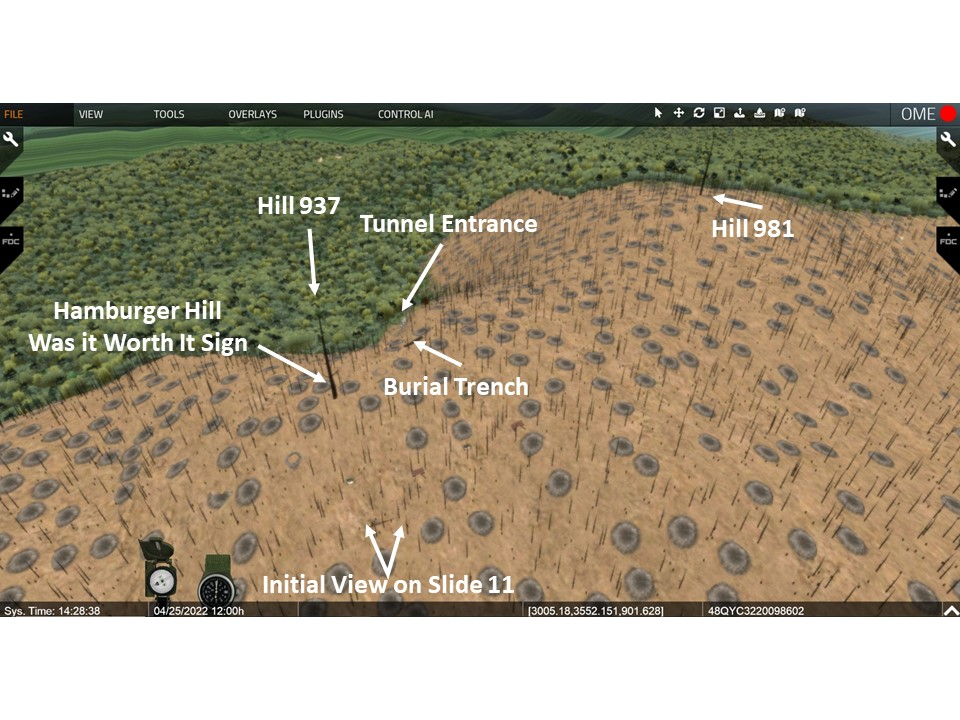 FILE VIEW TOOLS OVERLAYS PLUGINS CONTROL AI OME
FDC FDC
Hill 937
Tunnel Entrance
Hill 981
Hamburger Hill
Was it Worth It Sign
Burial Trench
Initial View on Slide 11
Sys. Time: 14:28:38 04/25/2022 12:00h [3005.18,3552.151,901.628] 48QYC3220098602